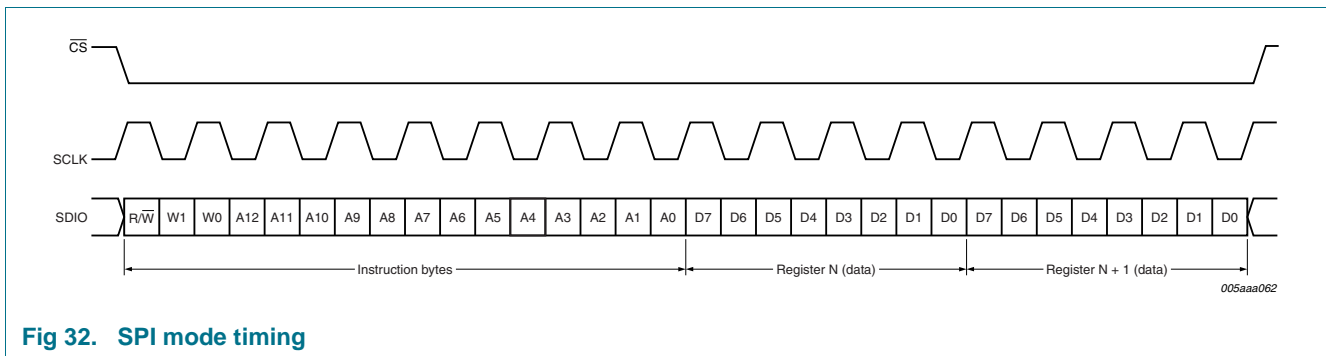 CS
SCLK
SDIO R/W W1 W0 A12 A11 A10 A9 A8 A7 A6 A5 A4 A3 A2 A1 A0 D7 D6 D5 D4 D3 D2 D1 D0 D7 D6 D5 D4 D3 D2 D1 D0
Instruction bytes Register N (data) Register N + 1 (data)
005aaa062
Fig 32. SPI mode timing